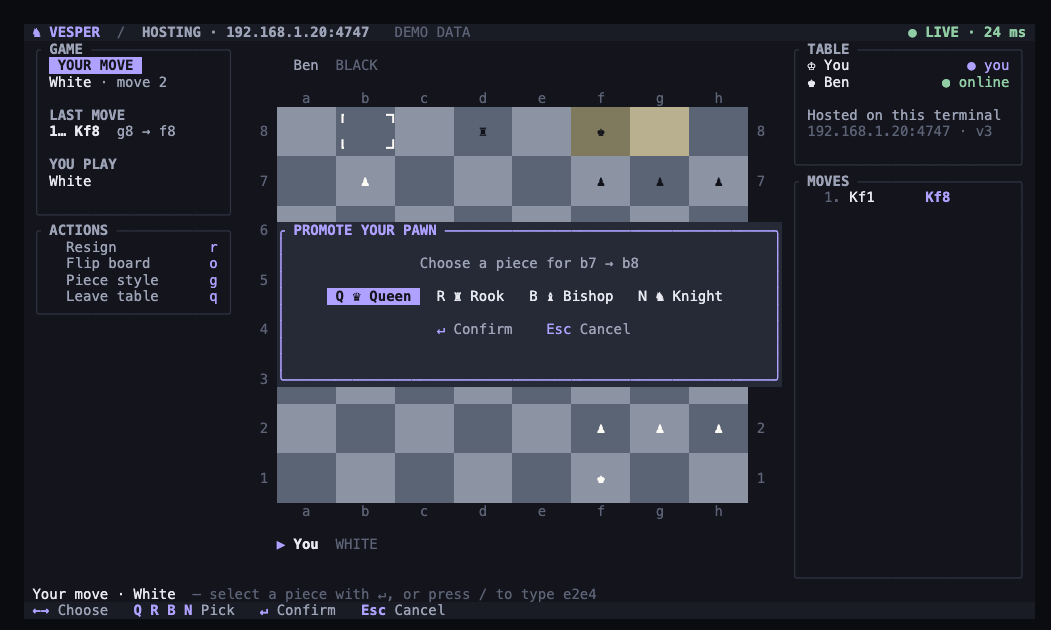 ♞ VESPER / HOSTING · 192.168.1.20:4747 DEMO DATA ● LIVE · 24 ms
GAME
YOUR MOVE
White · move 2
LAST MOVE
1… Kf8 g8 → f8
YOU PLAY
White
ACTIONS
Resign r
Flip board o
Piece style g
Leave table q
Ben BLACK
a b c d e f g h
8 8
7 7
6
5
4
3
2 2
1 1
a b c d e f g h
PROMOTE YOUR PAWN
Choose a piece for b7 → b8
Q ♛ Queen R ♜ Rook B ♝ Bishop N ♞ Knight
↵ Confirm Esc Cancel
▶ You WHITE
TABLE
♔ You ● you
♚ Ben ● online
Hosted on this terminal
192.168.1.20:4747 · v3
MOVES
1. Kf1 Kf8
Your move · White — select a piece with ↵, or press / to type e2e4
←→ Choose Q R B N Pick ↵ Confirm Esc Cancel